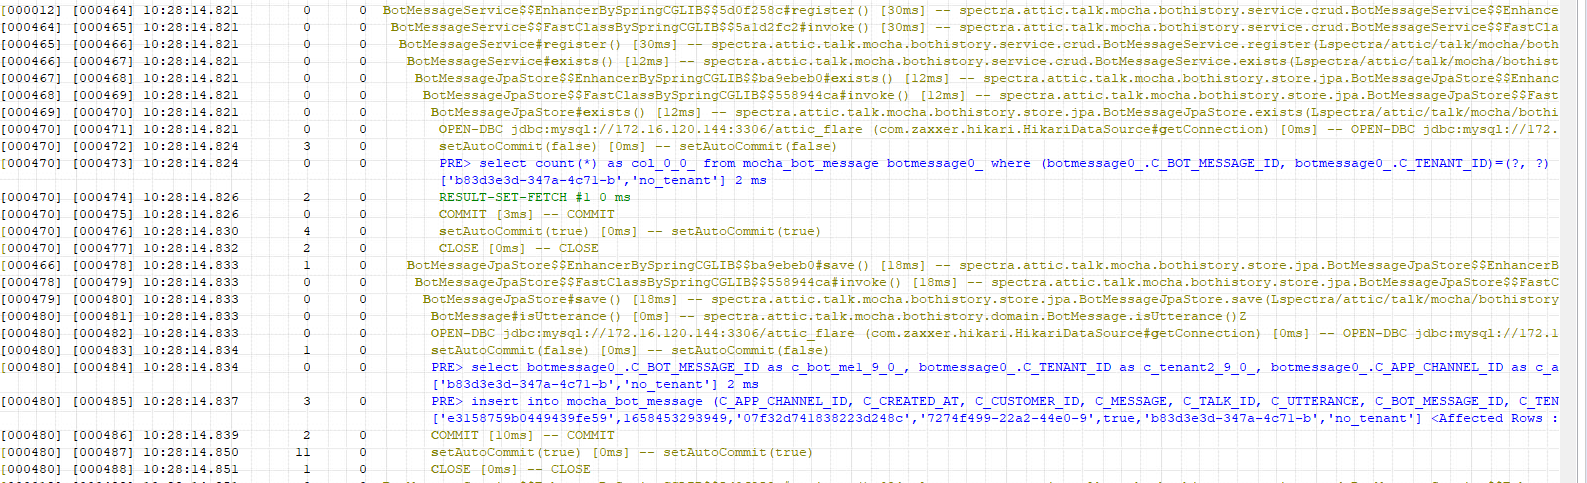 [000012] [000464] 10:28:14.821 0 0 BotMessageService$$EnhancerBySpringCGLIB$$5d0f258c#register() [30ms] -- spectra.attic.talk.mocha.bothistory.service.crud.BotMessageService$$Enhance
[000464] [000465] 10:28:14.821 0 0 BotMessageService$$FastClassBySpringCGLIB$$5a1d2fc2#invoke() [30ms] -- spectra.attic.talk.mocha.bothistory.service.crud.BotMessageService$$FastCla
[000465] [000466] 10:28:14.821 0 0 BotMessageService#register() [30ms] -- spectra.attic.talk.mocha.bothistory.service.crud.BotMessageService.register(Lspectra/attic/talk/mocha/both
[000466] [000467] 10:28:14.821 0 0 BotMessageService#exists() [12ms] -- spectra.attic.talk.mocha.bothistory.service.crud.BotMessageService.exists(Lspectra/attic/talk/mocha/bothist
[000467] [000468] 10:28:14.821 0 0 BotMessageJpaStore$$EnhancerBySpringCGLIB$$ba9ebeb0#exists() [12ms] -- spectra.attic.talk.mocha.bothistory.store.jpa.BotMessageJpaStore$$Enhanc
[000468] [000469] 10:28:14.821 0 0 BotMessageJpaStore$$FastClassBySpringCGLIB$$558944ca#invoke() [12ms] -- spectra.attic.talk.mocha.bothistory.store.jpa.BotMessageJpaStore$$Fast
[000469] [000470] 10:28:14.821 0 0 BotMessageJpaStore#exists() [12ms] -- spectra.attic.talk.mocha.bothistory.store.jpa.BotMessageJpaStore.exists(Lspectra/attic/talk/mocha/bothi
[000470] [000471] 10:28:14.821 0 0 OPEN-DBC jdbc:mysql://172.16.120.144:3306/attic_flare (com.zaxxer.hikari.HikariDataSource#getConnection) [0ms] -- OPEN-DBC jdbc:mysql://172.
[000470] [000472] 10:28:14.824 3 0 setAutoCommit(false) [0ms] -- setAutoCommit(false)
[000470] [000473] 10:28:14.824 0 0 PRE> select count(*) as col_0_0_ from mocha_bot_message botmessage0_ where (botmessage0_.C_BOT_MESSAGE_ID, botmessage0_.C_TENANT_ID)=(?, ?)
['b83d3e3d-347a-4c71-b','no_tenant'] 2 ms
[000470] [000474] 10:28:14.826 2 0 RESULT-SET-FETCH #1 0 ms
[000470] [000475] 10:28:14.826 0 0 COMMIT [3ms] -- COMMIT
[000470] [000476] 10:28:14.830 4 0 setAutoCommit(true) [0ms] -- setAutoCommit(true)
[000470] [000477] 10:28:14.832 2 0 CLOSE [0ms] -- CLOSE
[000466] [000478] 10:28:14.833 1 0 BotMessageJpaStore$$EnhancerBySpringCGLIB$$ba9ebeb0#save() [18ms] -- spectra.attic.talk.mocha.bothistory.store.jpa.BotMessageJpaStore$$EnhancerB
[000478] [000479] 10:28:14.833 0 0 BotMessageJpaStore$$FastClassBySpringCGLIB$$558944ca#invoke() [18ms] -- spectra.attic.talk.mocha.bothistory.store.jpa.BotMessageJpaStore$$FastC
[000479] [000480] 10:28:14.833 0 0 BotMessageJpaStore#save() [18ms] -- spectra.attic.talk.mocha.bothistory.store.jpa.BotMessageJpaStore.save(Lspectra/attic/talk/mocha/bothistory
[000480] [000481] 10:28:14.833 0 0 BotMessage#isUtterance() [0ms] -- spectra.attic.talk.mocha.bothistory.domain.BotMessage.isUtterance()Z
[000480] [000482] 10:28:14.833 0 0 OPEN-DBC jdbc:mysql://172.16.120.144:3306/attic_flare (com.zaxxer.hikari.HikariDataSource#getConnection) [0ms] -- OPEN-DBC jdbc:mysql://172.1
[000480] [000483] 10:28:14.834 1 0 setAutoCommit(false) [0ms] -- setAutoCommit(false)
[000480] [000484] 10:28:14.834 0 0 PRE> select botmessage0_.C_BOT_MESSAGE_ID as c_bot_me1_9_0_, botmessage0_.C_TENANT_ID as c_tenant2_9_0_, botmessage0_.C_APP_CHANNEL_ID as c_a
['b83d3e3d-347a-4c71-b','no_tenant'] 2 ms
[000480] [000485] 10:28:14.837 3 0 PRE> insert into mocha_bot_message (C_APP_CHANNEL_ID, C_CREATED_AT, C_CUSTOMER_ID, C_MESSAGE, C_TALK_ID, C_UTTERANCE, C_BOT_MESSAGE_ID, C_TEN
['e3158759b0449439fe59',1658453293949,'07f32d741838223d248c','7274f499-22a2-44e0-9',true,'b83d3e3d-347a-4c71-b','no_tenant'] <Affected Rows :
[000480] [000486] 10:28:14.839 2 0 COMMIT [10ms] -- COMMIT
[000480] [000487] 10:28:14.850 11 0 setAutoCommit(true) [0ms] -- setAutoCommit(true)
[000480] [000488] 10:28:14.851 1 0 CLOSE [0ms] -- CLOSE